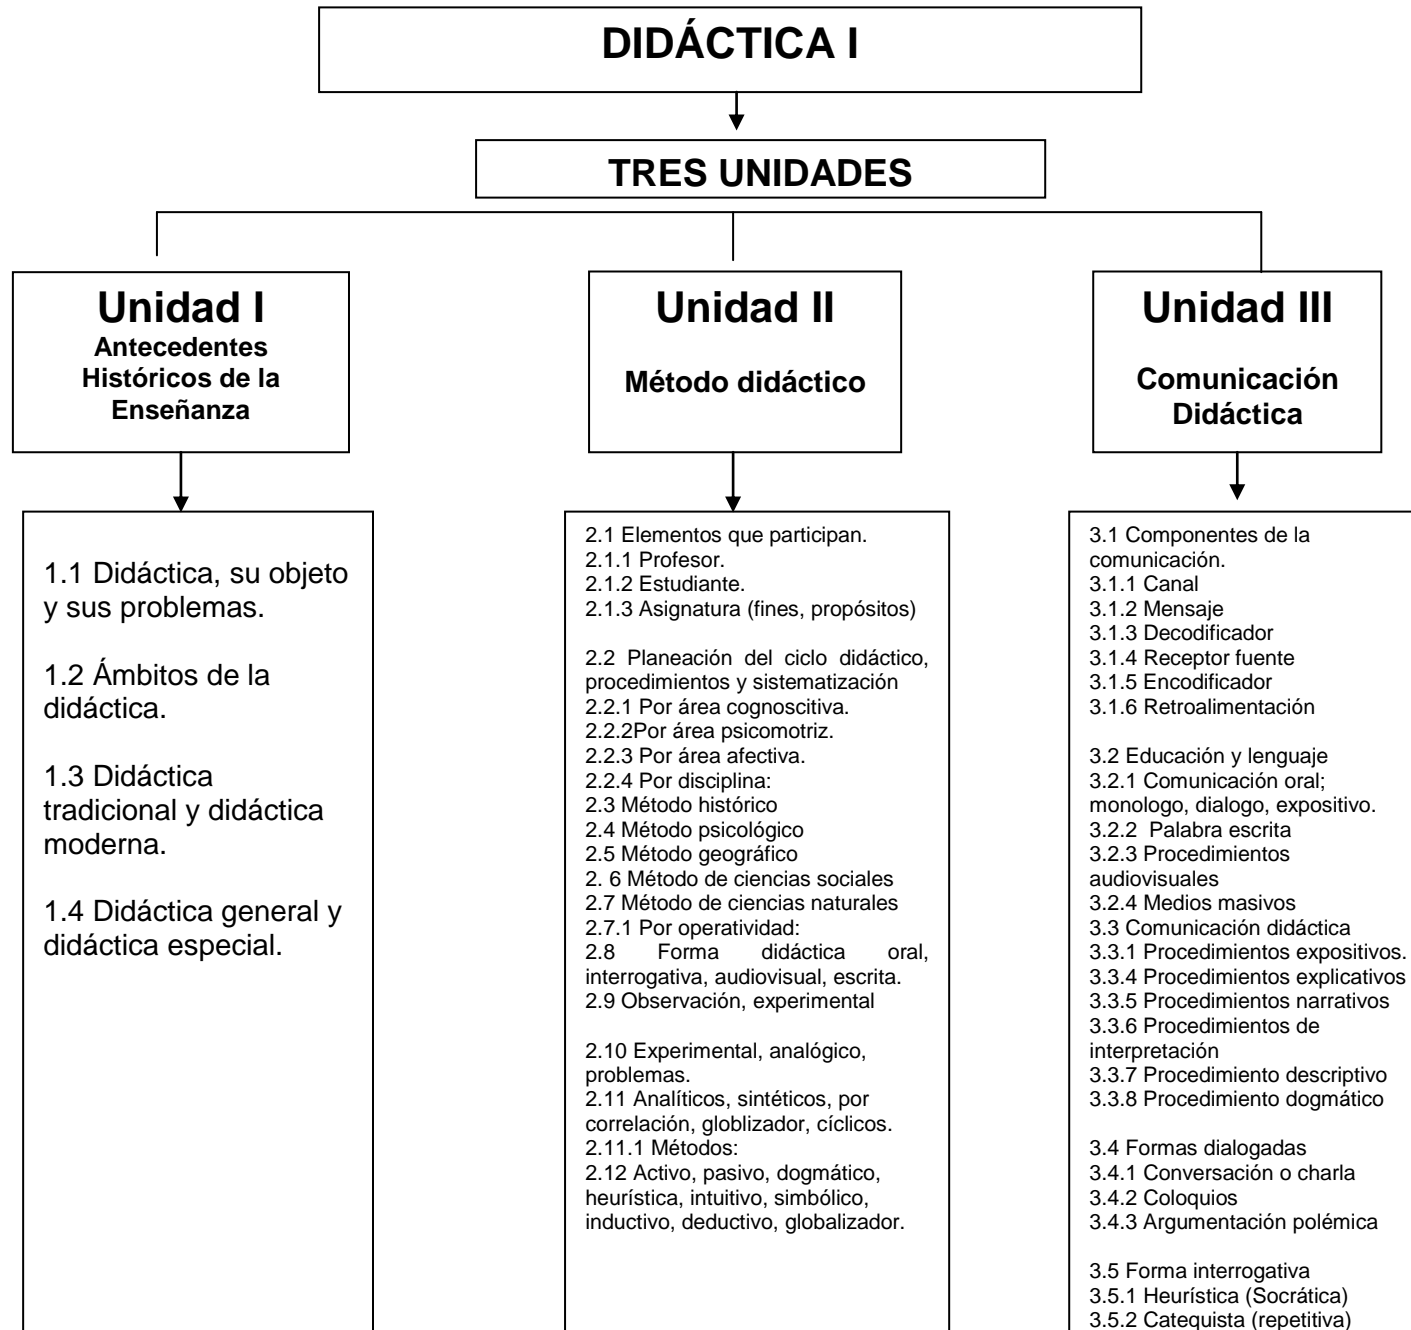 DIDÁCTICA I
TRES UNIDADES
Unidad I
Antecedentes
Históricos de la
Enseñanza
Unidad II
Método didáctico
Unidad III
Comunicación
Didáctica
1.1 Didáctica, su objeto
y sus problemas.
1.2 Ámbitos de la
didáctica.
1.3 Didáctica
tradicional y didáctica
moderna.
1.4 Didáctica general y
didáctica especial.
2.1 Elementos que participan.
2.1.1 Profesor.
2.1.2 Estudiante.
2.1.3 Asignatura (fines, propósitos)
2.2 Planeación del ciclo didáctico,
procedimientos y sistematización
2.2.1 Por área cognoscitiva.
2.2.2Por área psicomotriz.
2.2.3 Por área afectiva.
2.2.4 Por disciplina:
2.3 Método histórico
2.4 Método psicológico
2.5 Método geográfico
2. 6 Método de ciencias sociales
2.7 Método de ciencias naturales
2.7.1 Por operatividad:
2.8 Forma didáctica oral,
interrogativa, audiovisual, escrita.
2.9 Observación, experimental
2.10 Experimental, analógico,
problemas.
2.11 Analíticos, sintéticos, por
correlación, globlizador, cíclicos.
2.11.1 Métodos:
2.12 Activo, pasivo, dogmático,
heurística, intuitivo, simbólico,
inductivo, deductivo, globalizador.
3.1 Componentes de la
comunicación.
3.1.1 Canal
3.1.2 Mensaje
3.1.3 Decodificador
3.1.4 Receptor fuente
3.1.5 Encodificador
3.1.6 Retroalimentación
3.2 Educación y lenguaje
3.2.1 Comunicación oral;
monologo, dialogo, expositivo.
3.2.2 Palabra escrita
3.2.3 Procedimientos
audiovisuales
3.2.4 Medios masivos
3.3 Comunicación didáctica
3.3.1 Procedimientos expositivos.
3.3.4 Procedimientos explicativos
3.3.5 Procedimientos narrativos
3.3.6 Procedimientos de
interpretación
3.3.7 Procedimiento descriptivo
3.3.8 Procedimiento dogmático
3.4 Formas dialogadas
3.4.1 Conversación o charla
3.4.2 Coloquios
3.4.3 Argumentación polémica
3.5 Forma interrogativa
3.5.1 Heurística (Socrática)
3.5.2 Catequista (repetitiva)